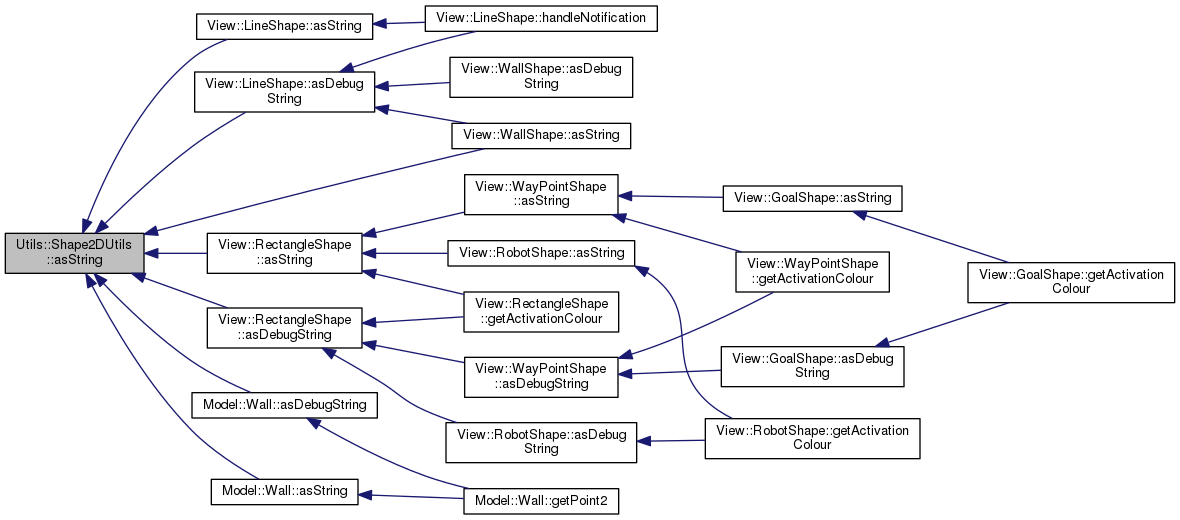 View::LineShape::asString
View::LineShape::handleNotification
View::LineShape::asDebug
String
View::WallShape::asDebug
String
View::WallShape::asString
Utils::Shape2DUtils
::asString
View::RectangleShape
::asString
View::WayPointShape
::asString
View::GoalShape::asString
View::RobotShape::asString
View::WayPointShape
::getActivationColour
View::GoalShape::getActivation
Colour
View::RectangleShape
::getActivationColour
View::RectangleShape
::asDebugString
View::WayPointShape
::asDebugString
View::GoalShape::asDebug
String
Model::Wall::asDebugString
View::RobotShape::asDebug
String
View::RobotShape::getActivation
Colour
Model::Wall::asString
Model::Wall::getPoint2